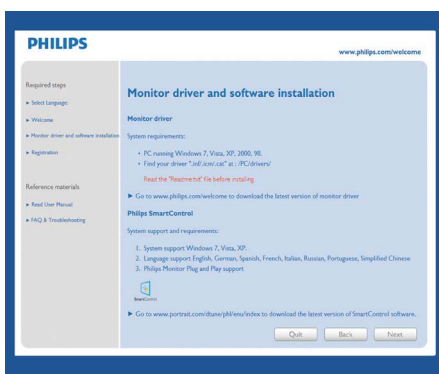 PHILIPS
www.philips.com/welcome
Required steps
Select Language:
Welcome
Monitor driver and software installation
Registration
Reference materials
Read User Manual
FAQ & Troubleshooting
Monitor driver and software installation
Monitor driver
System requirements:
• PC running Windows 7, Vista, XP, 2000, 98.
• Find your driver ".inf/.icm/.cat" at : /PC/drivers/
Read the 'Readme.txt' file before installing.
► Go to www.philips.com/welcome to download the latest version of monitor driver
Philips SmartControl
System support and requirements:
1. System support Windows 7, Vista, XP.
2. Language support English, German, Spanish, French, Italian, Russian, Portuguese, Simplified Chinese
3. Philips Monitor Plug and Play support
SmartControl
► Go to www.portrait.com/dtune/phl/enu/index to download the latest version of SmartControl software.
Quit
Back
Next